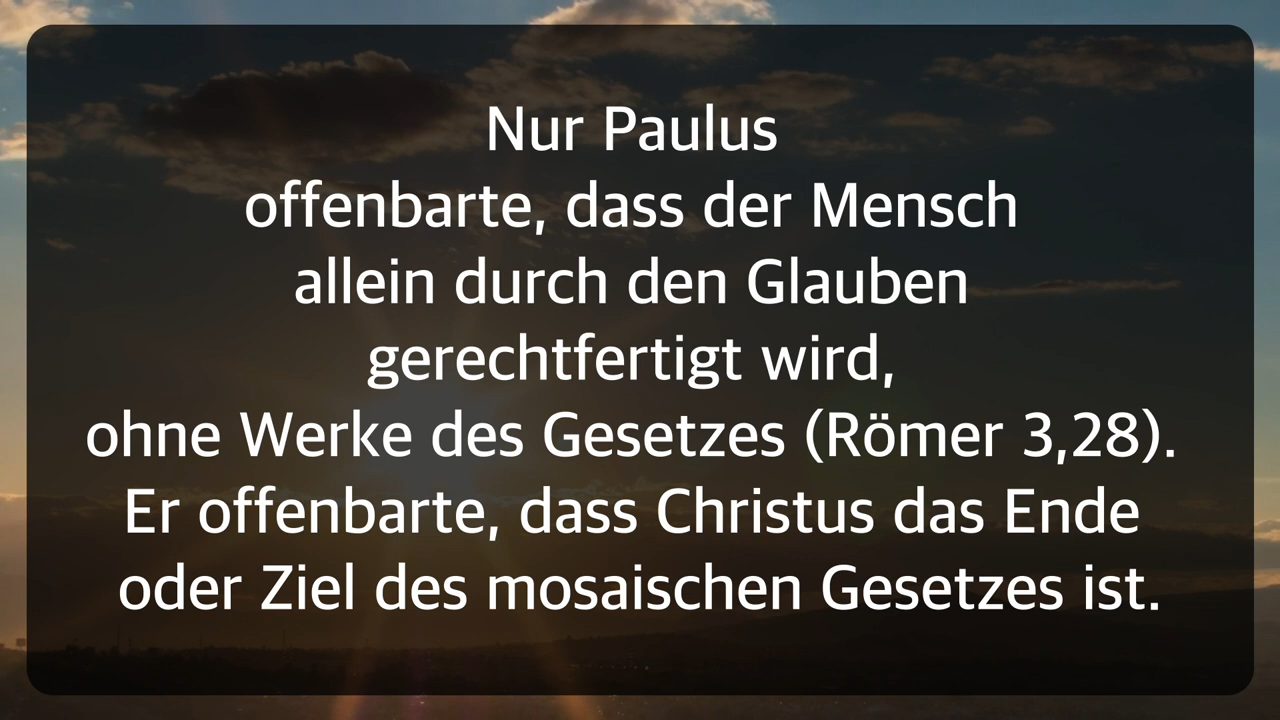 Nur Paulus
offenbarte, dass der Mensch
allein durch den Glauben
gerechtfertigt wird,
ohne Werke des Gesetzes (Römer 3,28).
Er offenbarte, dass Christus das Ende
oder Ziel des mosaischen Gesetzes ist.